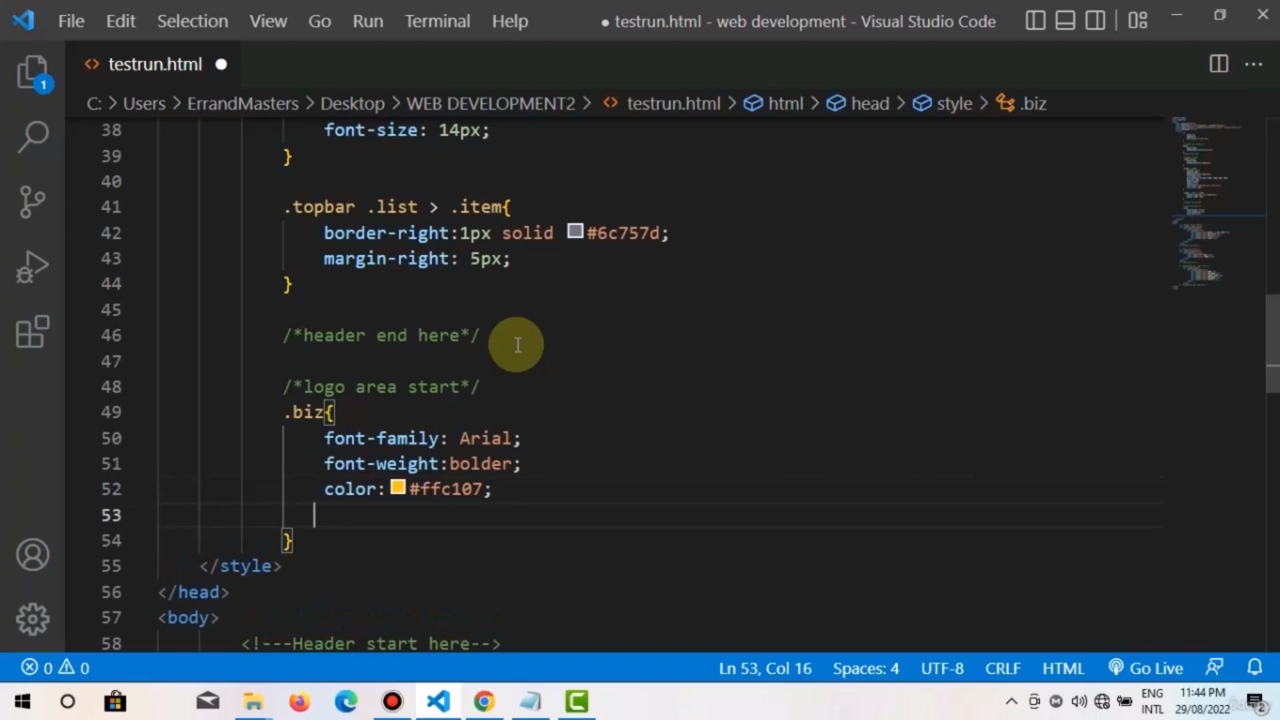 File Edit Selection View Go Run Terminal Help ● testrun.html - web development - Visual Studio Code
testrun.html
C: > Users > ErrandMasters > Desktop > WEB DEVELOPMENT2 > testrun.html > html > head > style > .biz
1
38 font-size: 14px;
39 }
40
41 .topbar .list > .item{
42 border-right:1px solid #6c757d;
43 margin-right: 5px;
44 }
45
46 /*header end here*/
47
48 /*logo area start*/
49 .biz{
50 font-family: Arial;
51 font-weight:bolder;
52 color: #ffc107;
53
54 }
55 </style>
56 </head>
57 <body>
58 <!---Header start here-->
0 0 Ln 53, Col 16 Spaces: 4 UTF-8 CRLF HTML Go Live
ENG 11:44 PM
INTL 29/08/2022 2